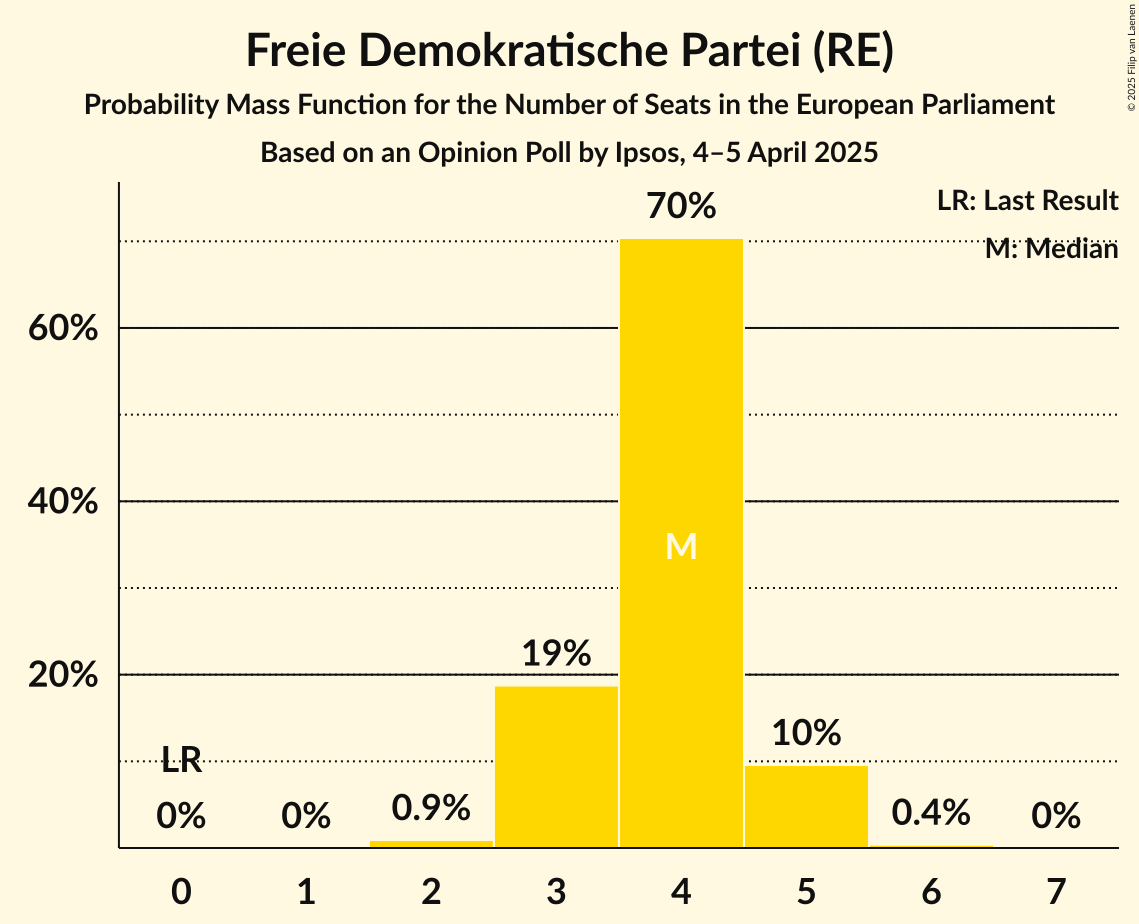 Freie Demokratische Partei (RE)
Probability Mass Function for the Number of Seats in the European Parliament
Based on an Opinion Poll by Ipsos, 4–5 April 2025
© 2025 Filip van Laenen
LR: Last Result
M: Median
60%
40%
20%
LR
0%
0%
0.9%
19%
70%
M
10%
0.4%
0%
0
1
2
3
4
5
6
7